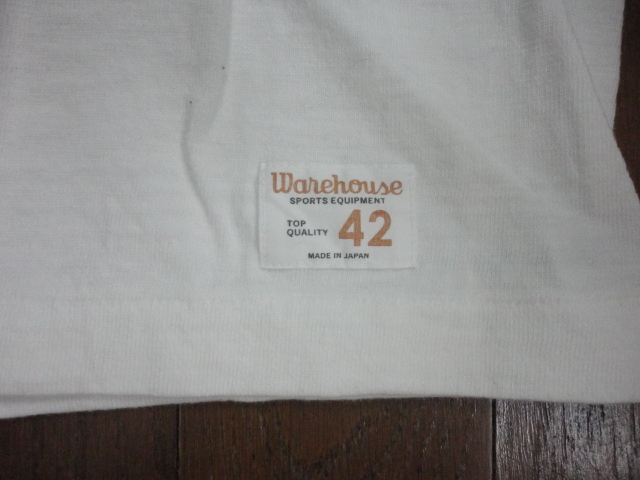 Warehouse
SPORTS EQUIPMENT
TOP
QUALITY
42
MADE IN JAPAN